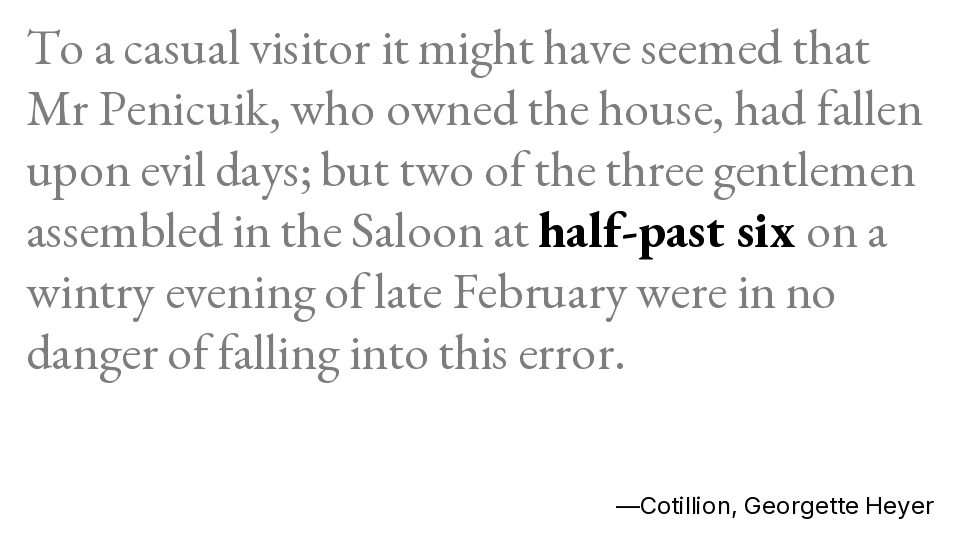 To a casual visitor it might have seemed that
Mr Penicuik, who owned the house, had fallen
upon evil days; but two of the three gentlemen
assembled in the Saloon at half-past six on a
wintry evening of late February were in no
danger of falling into this error.
—Cotillion, Georgette Heyer